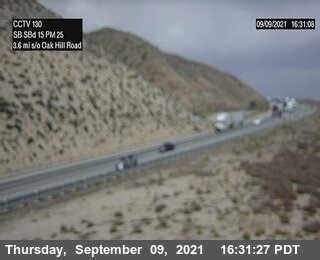 CCTV 130
SB SBd 15 PM 25
3.6 mi s/o Oak Hill Road
09/09/2021 16:31:08
Thursday, September 09, 2021 16:31:27 PDT